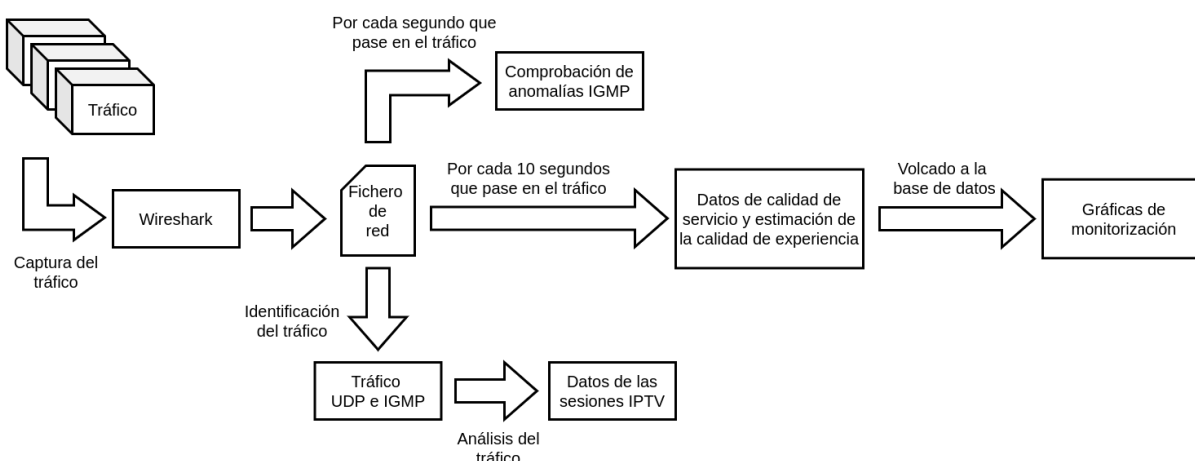 Por cada segundo que
pase en el tráfico
Tráfico
Comprobación de
anomalías IGMP
Captura del
tráfico
Wireshark
Fichero
de
red
Por cada 10 segundos
que pase en el tráfico
Datos de calidad de
servicio y estimación de
la calidad de experiencia
Volcado a la
base de datos
Gráficas de
monitorización
Identificación
del tráfico
Tráfico
UDP e IGMP
Análisis del
tráfico
Datos de las
sesiones IPTV